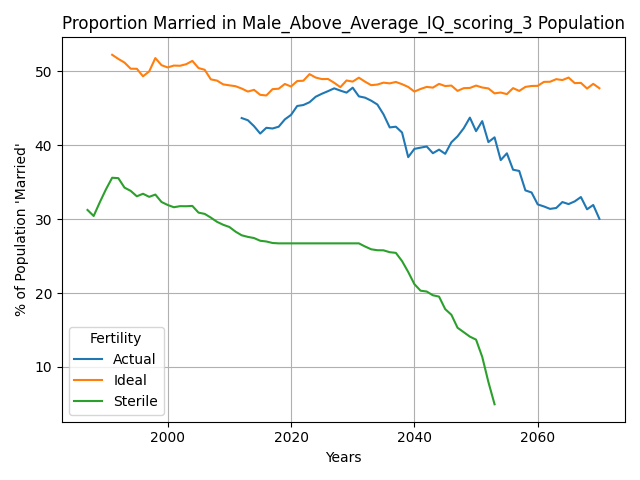 Proportion Married in Male_Above_Average_IQ_scoring_3 Population
% of Population 'Married'
50
40
30
20
10
Fertility
Actual
Ideal
Sterile
2000 2020 2040 2060
Years